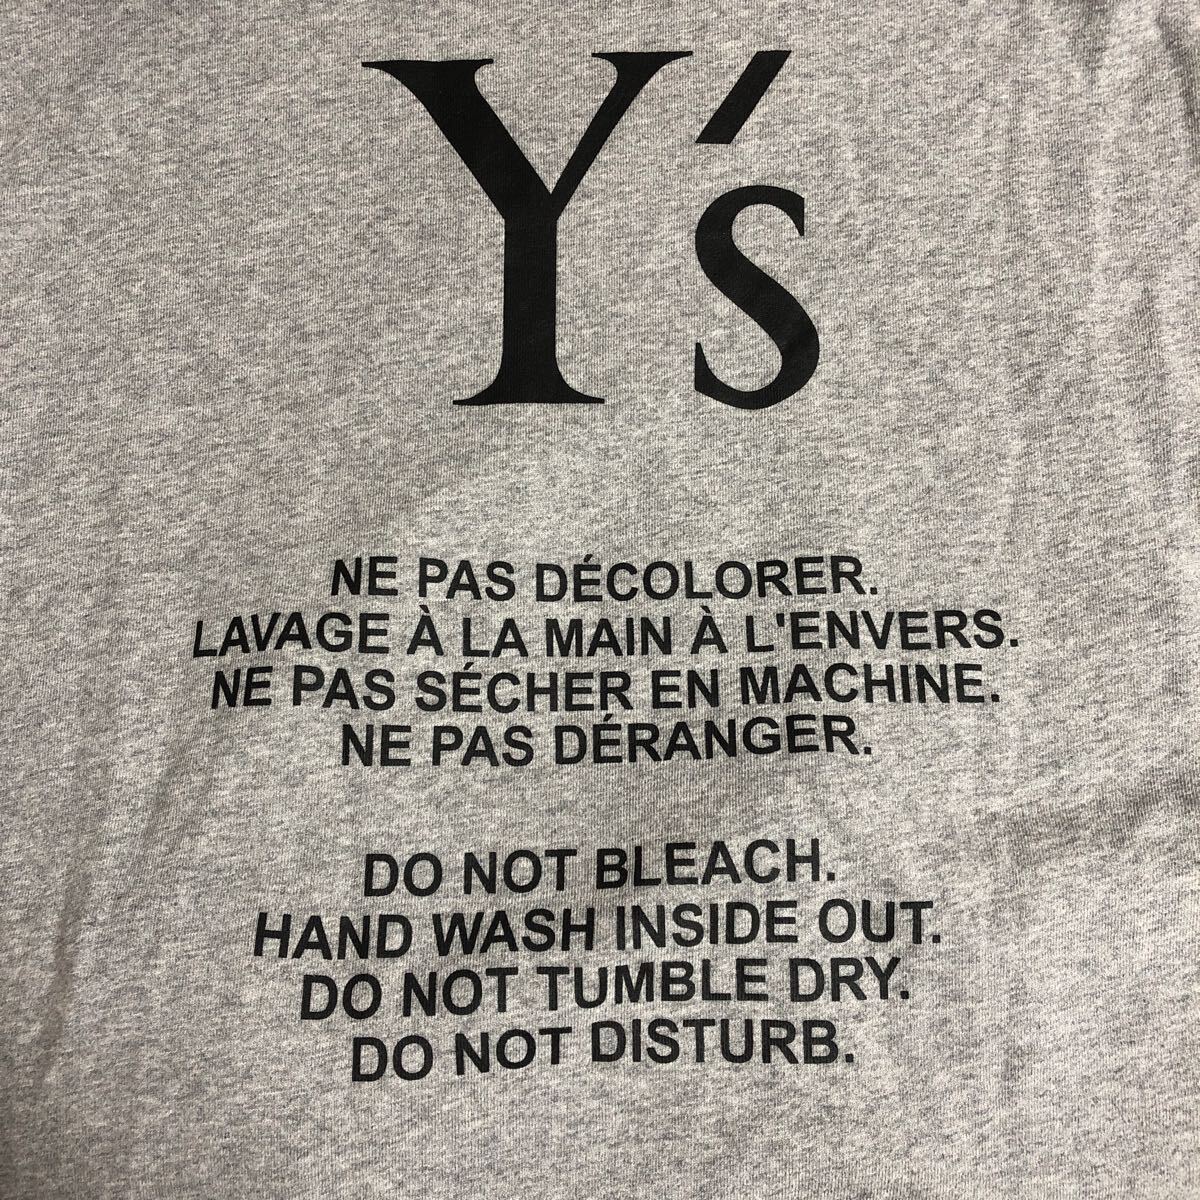 Y's
NE PAS DÉCOLORER.
LAVAGE À LA MAIN À L'ENVERS.
NE PAS SÉCHER EN MACHINE.
NE PAS DÉRANGER.
DO NOT BLEACH.
HAND WASH INSIDE OUT.
DO NOT TUMBLE DRY.
DO NOT DISTURB.